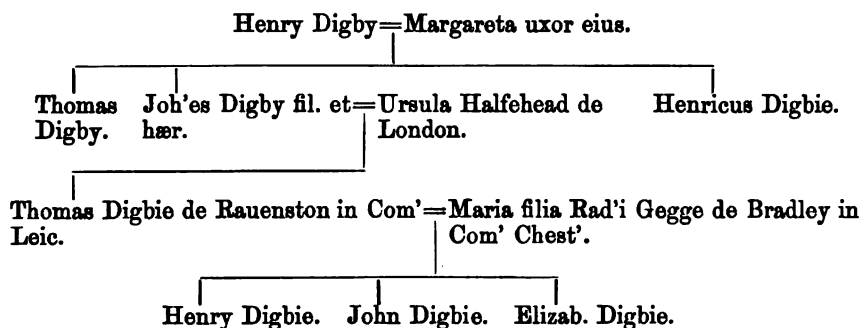 Henry Digby=Margareta uxor eius.
Thomas Digby.
Joh'es Digby fil. et hær.=Ursula Halfehead de London.
Henricus Digbie.
Thomas Digbie de Rauenston in Com' Leic.=Maria filia Rad'i Gegge de Bradley in Com' Chest'.
Henry Digbie. John Digbie. Elizab. Digbie.